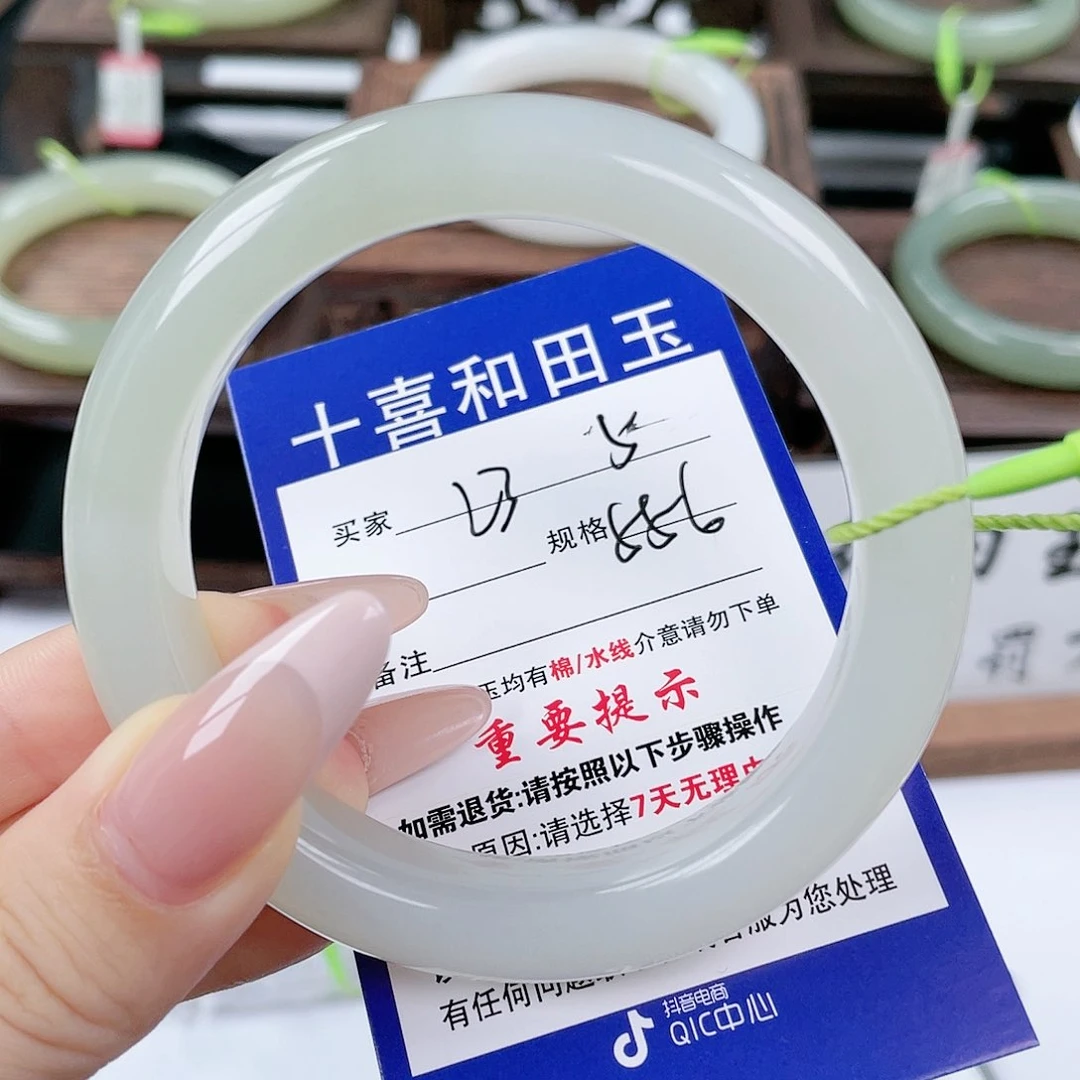 十喜和田玉
买家
规格 886
备注
玉均有棉/水线介意请勿下单
重要提示
如需退货:请按照以下步骤操作
原因:请选择7天无理由
服为您处理
有任何问题
抖音电商
QIC中心